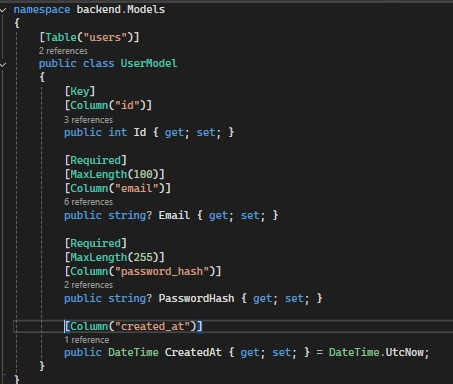 namespace backend.Models
{
[Table("users")]
2 references
public class UserModel
{
[Key]
[Column("id")]
3 references
public int Id { get; set; }
[Required]
[MaxLength(100)]
[Column("email")]
6 references
public string? Email { get; set; }
[Required]
[MaxLength(255)]
[Column("password_hash")]
2 references
public string? PasswordHash { get; set; }
[Column("created_at")]
1 reference
public DateTime CreatedAt { get; set; } = DateTime.UtcNow;
}
}